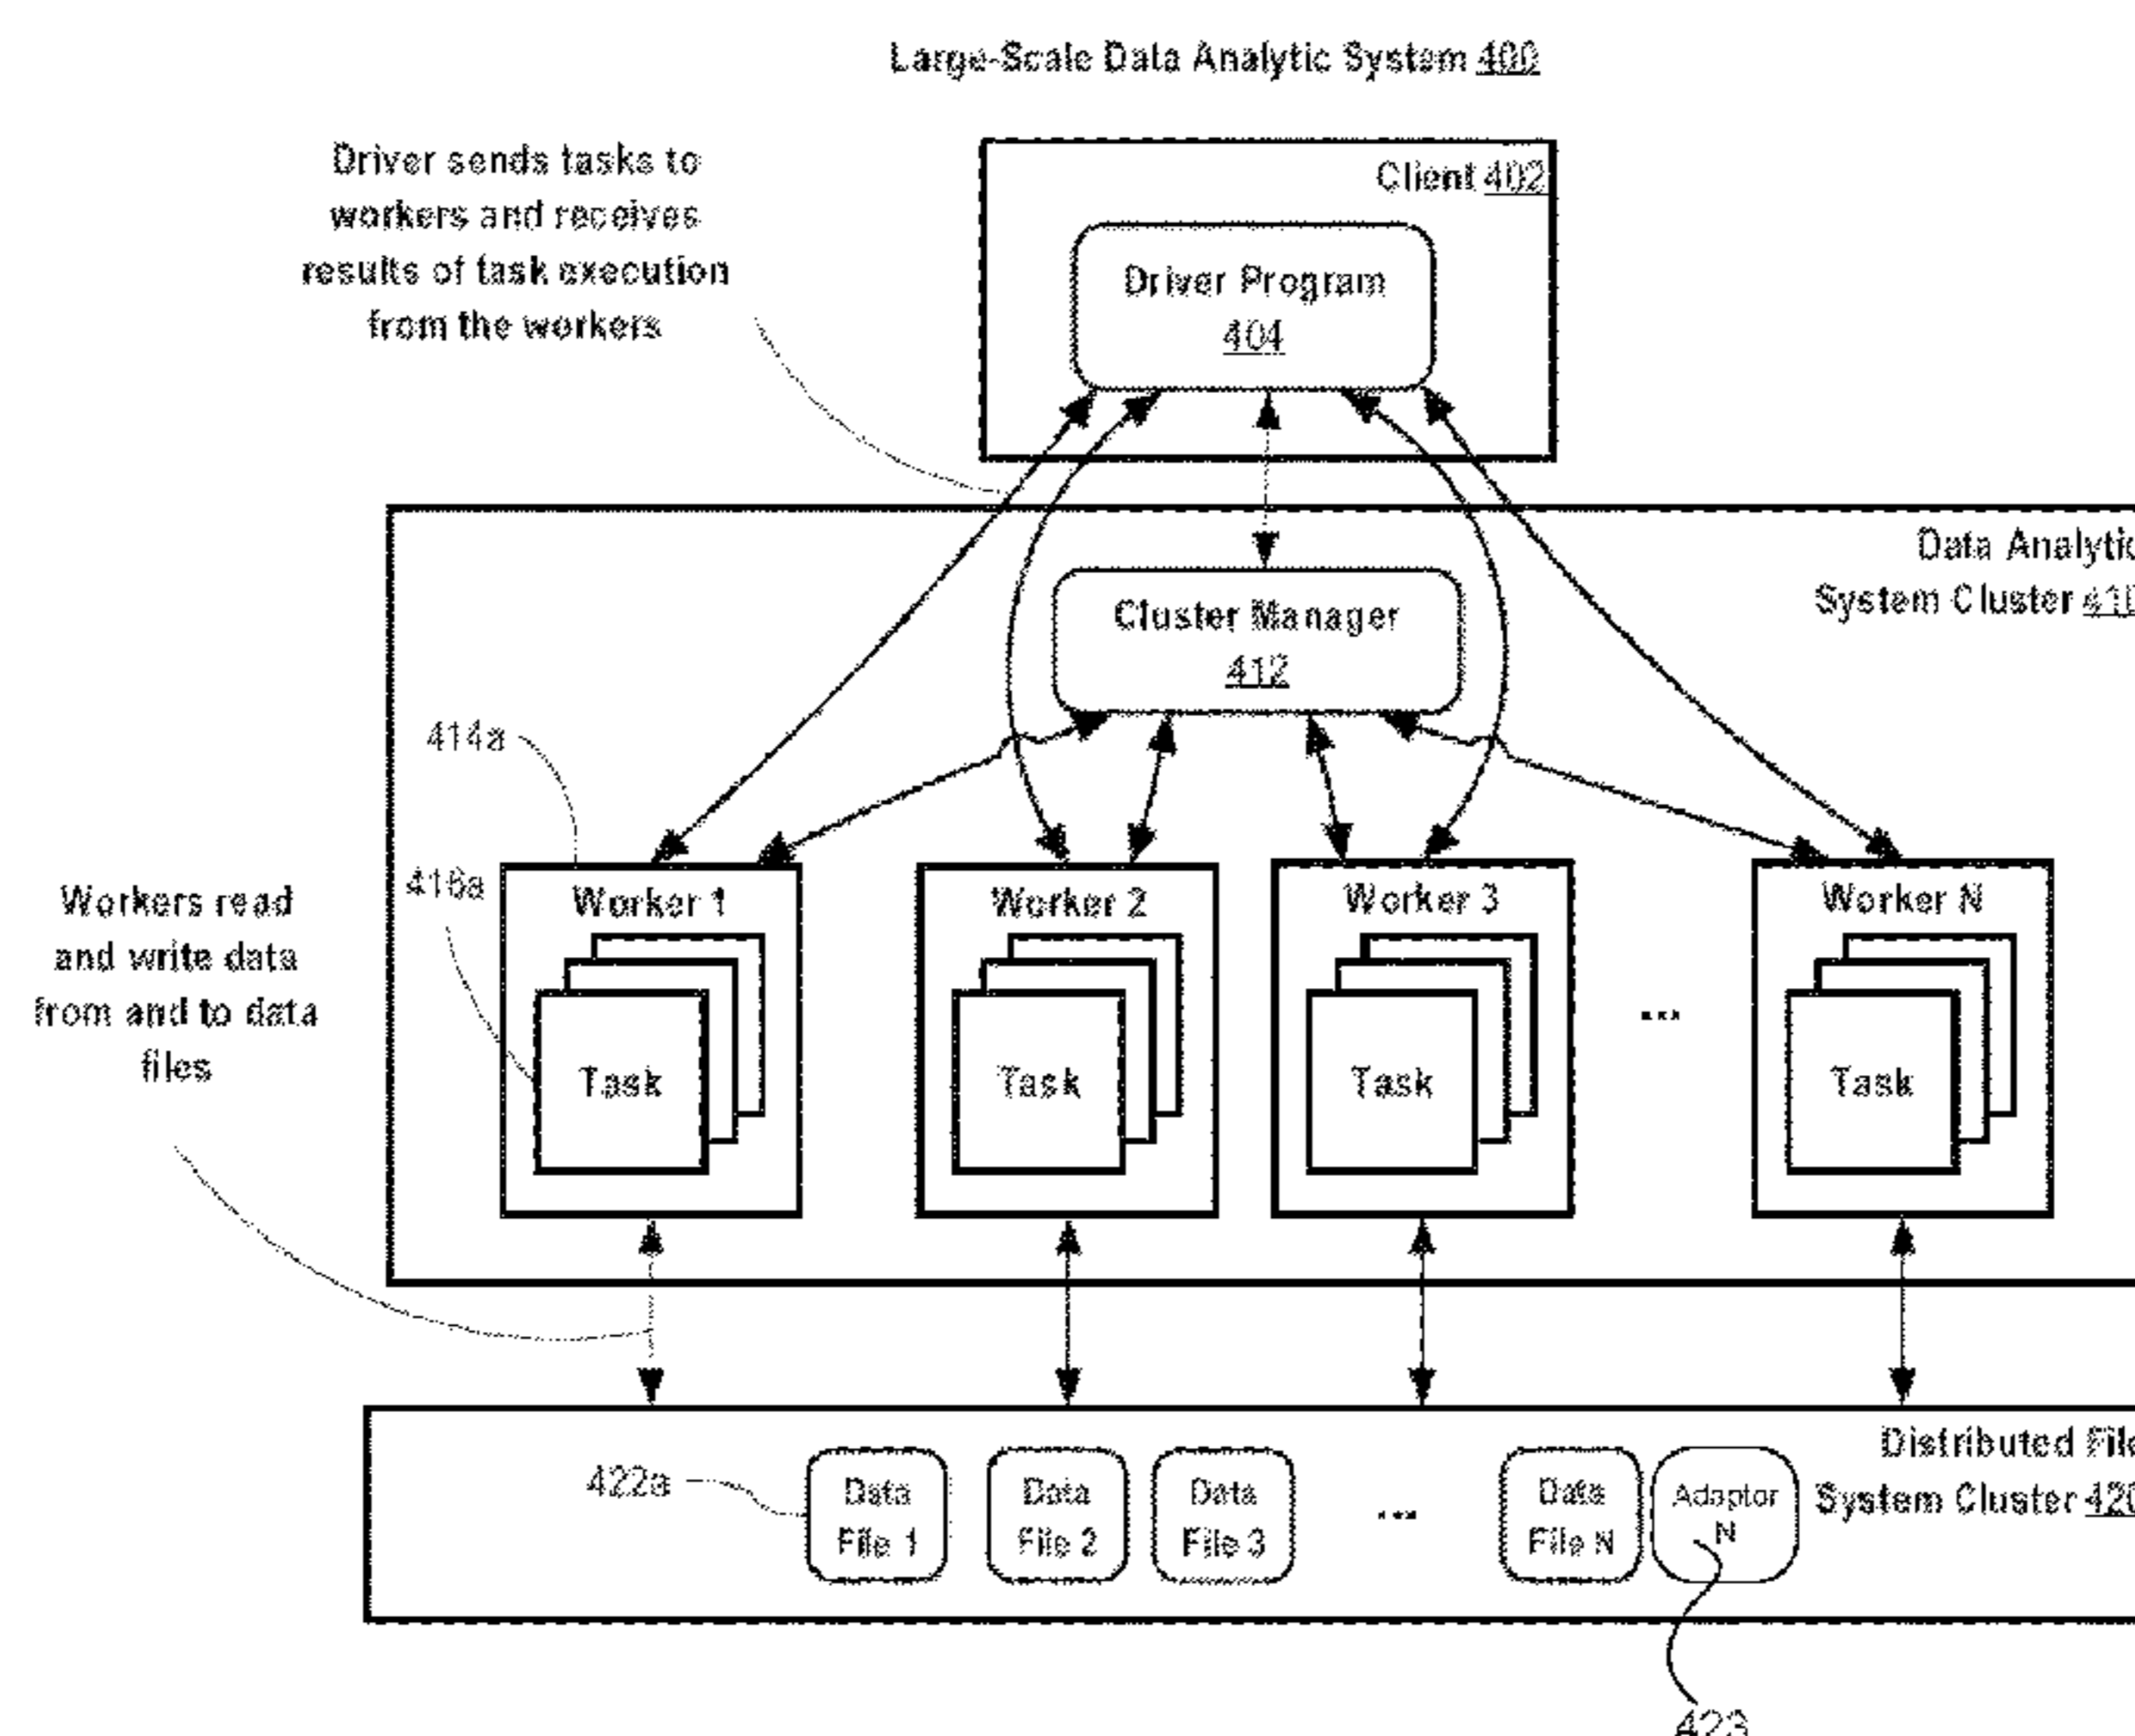 Large-Scale Data Analytic System 400
Driver sends tasks to
workers and receives
results of task execution
from the workers
Client 402
Driver Program
404
Data Analytic
System Cluster 410
Cluster Manager
412
414a
416a
Workers read
and write data
from and to data
files
Worker 1
Task
Worker 2
Task
Worker 3
Task
...
Worker N
Task
Distributed File
System Cluster 420
422a
Data
File 1
Data
File 2
Data
File 3
...
Data
File N
Adaptor
N
423